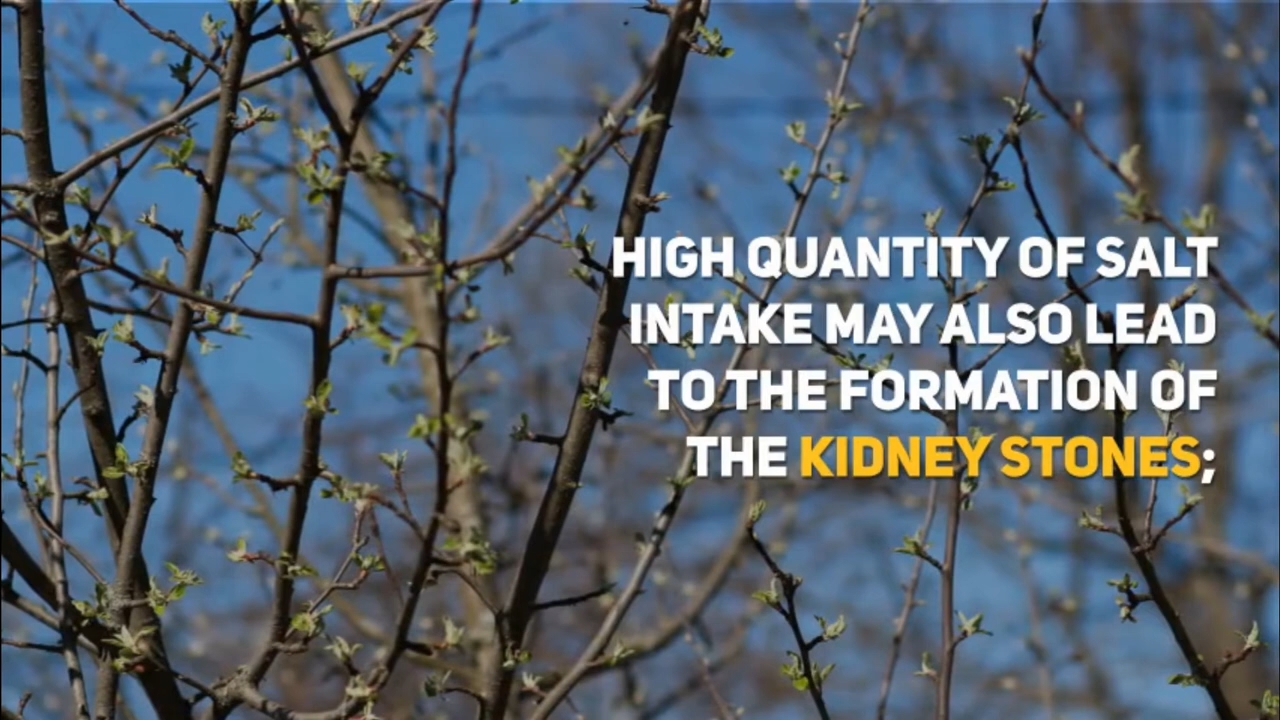 HIGH QUANTITY OF SALT
INTAKE MAY ALSO LEAD
TO THE FORMATION OF
THE KIDNEY STONES;